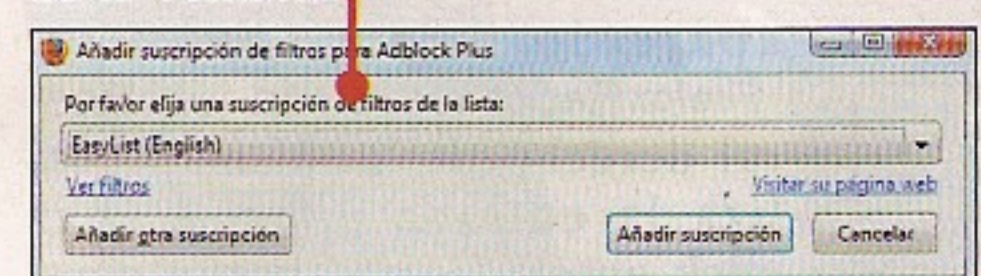 Añadir suscripción de filtros para Adblock Plus
Por favor elija una suscripción de filtros de la lista:
EasyList (English)
Ver filtros
Visitar su página web
Añadir otra suscripción
Añadir suscripción
Cancelar